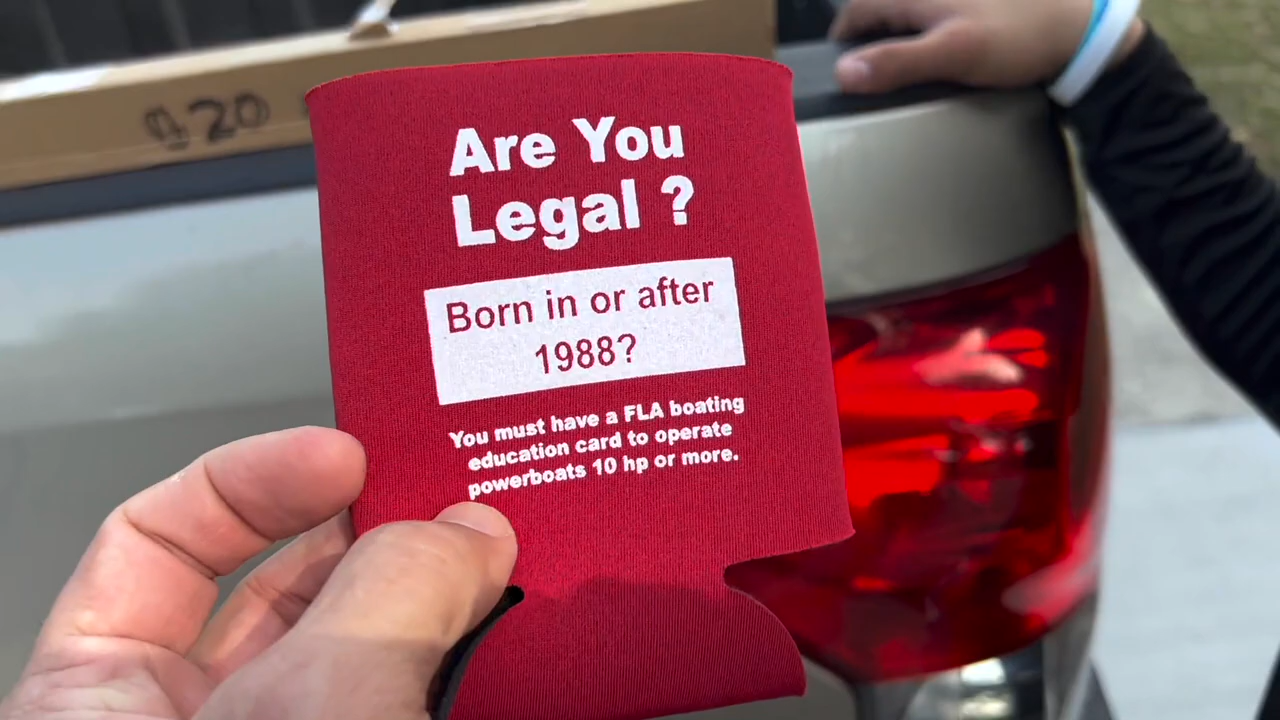 Are You
Legal ?
Born in or after
1988?
You must have a FLA boating
education card to operate
powerboats 10 hp or more.